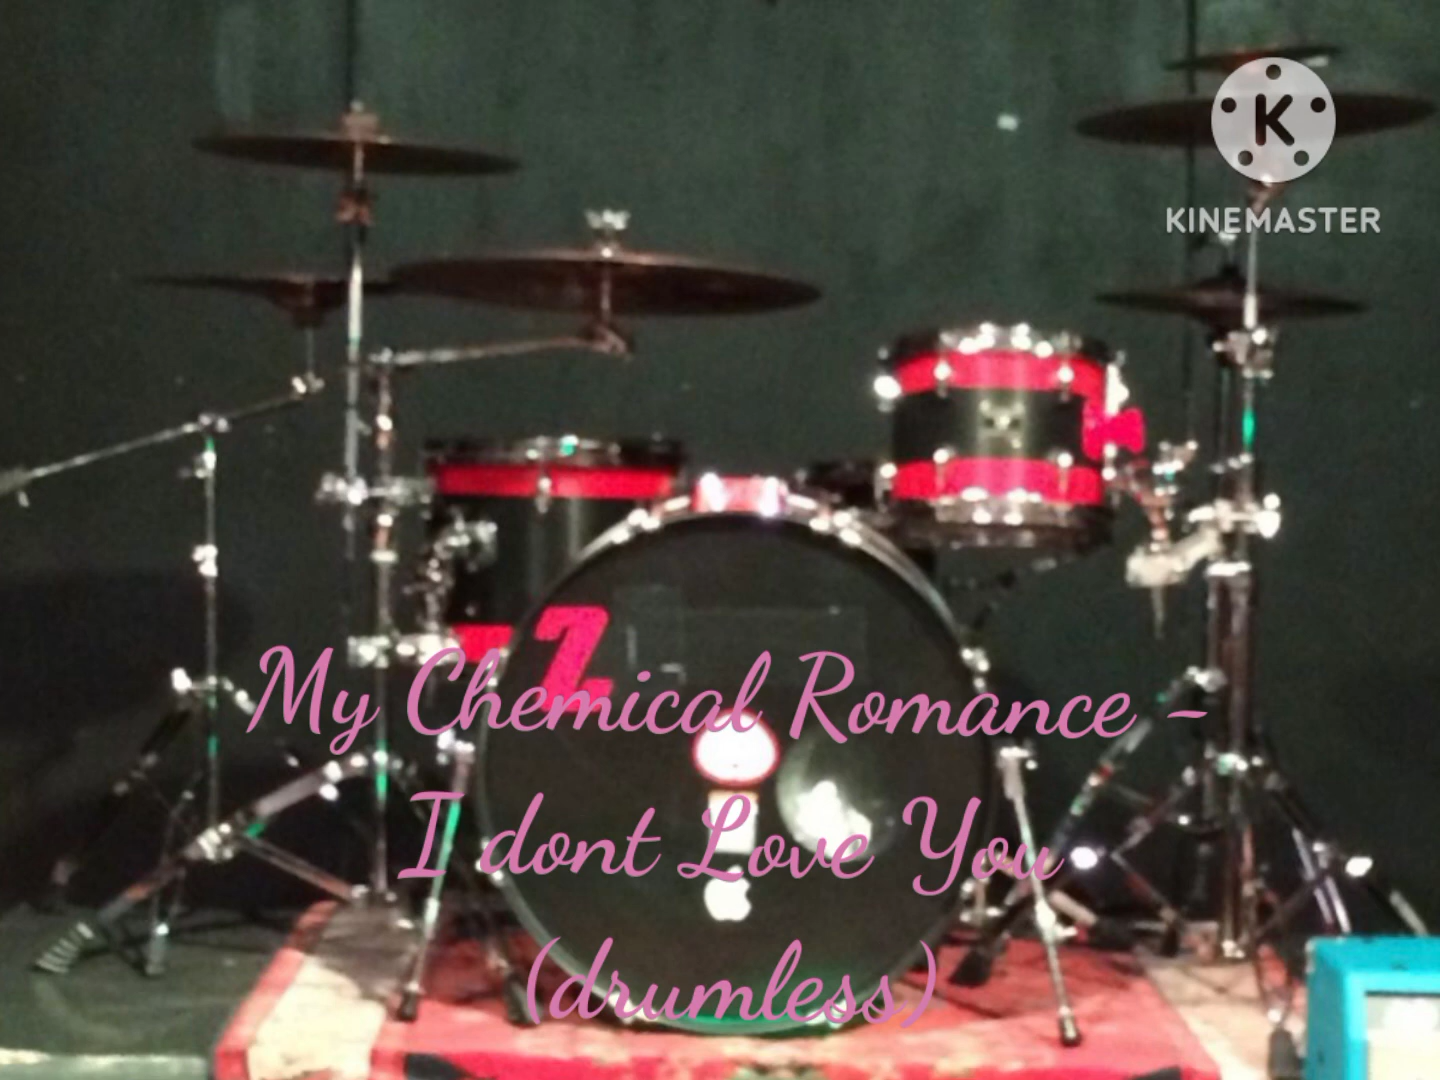 K
KINEMASTER
Z
My Chemical Romance -
I dont Love You
(drumless)